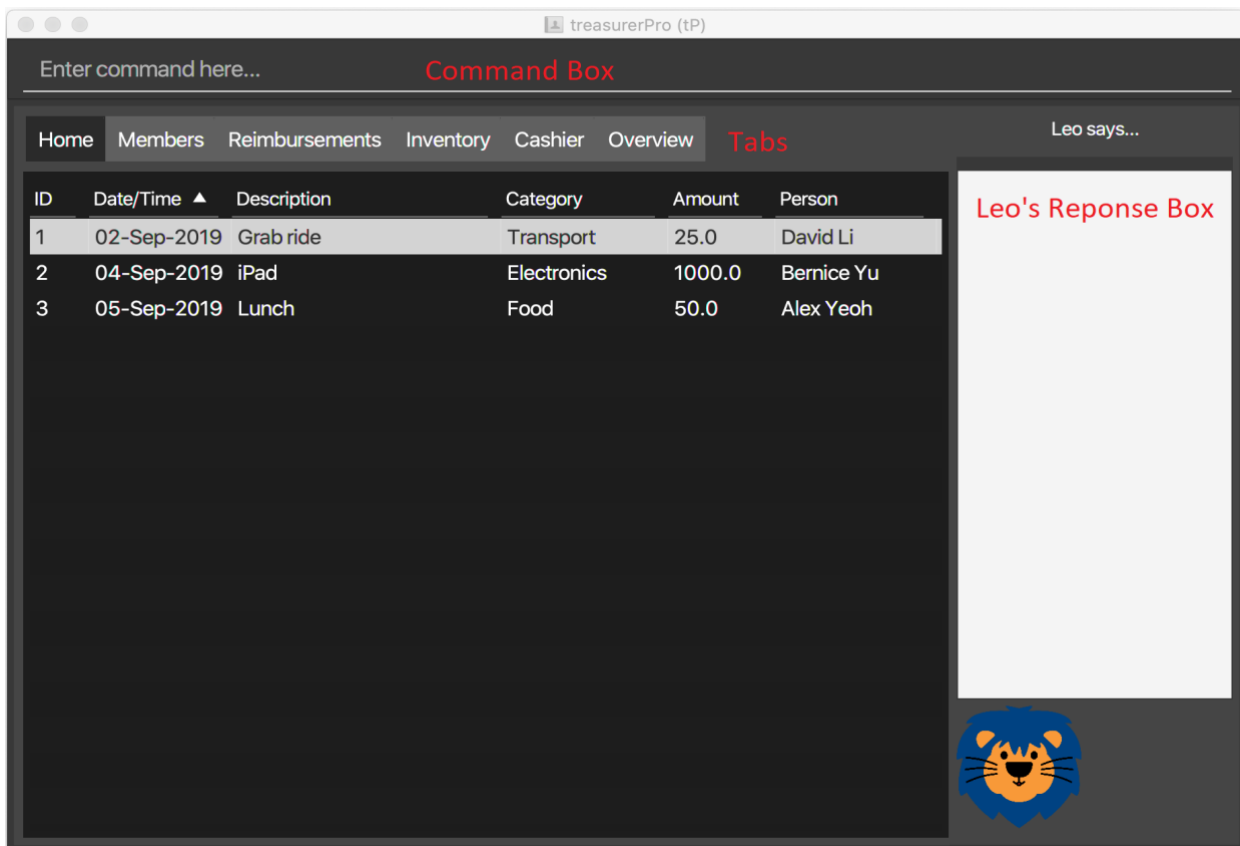 treasurerPro (tP)
Enter command here... Command Box
Home Members Reimbursements Inventory Cashier Overview Tabs
Leo says...
ID Date/Time ▲ Description Category Amount Person
Leo's Reponse Box
1 02-Sep-2019 Grab ride Transport 25.0 David Li
2 04-Sep-2019 iPad Electronics 1000.0 Bernice Yu
3 05-Sep-2019 Lunch Food 50.0 Alex Yeoh